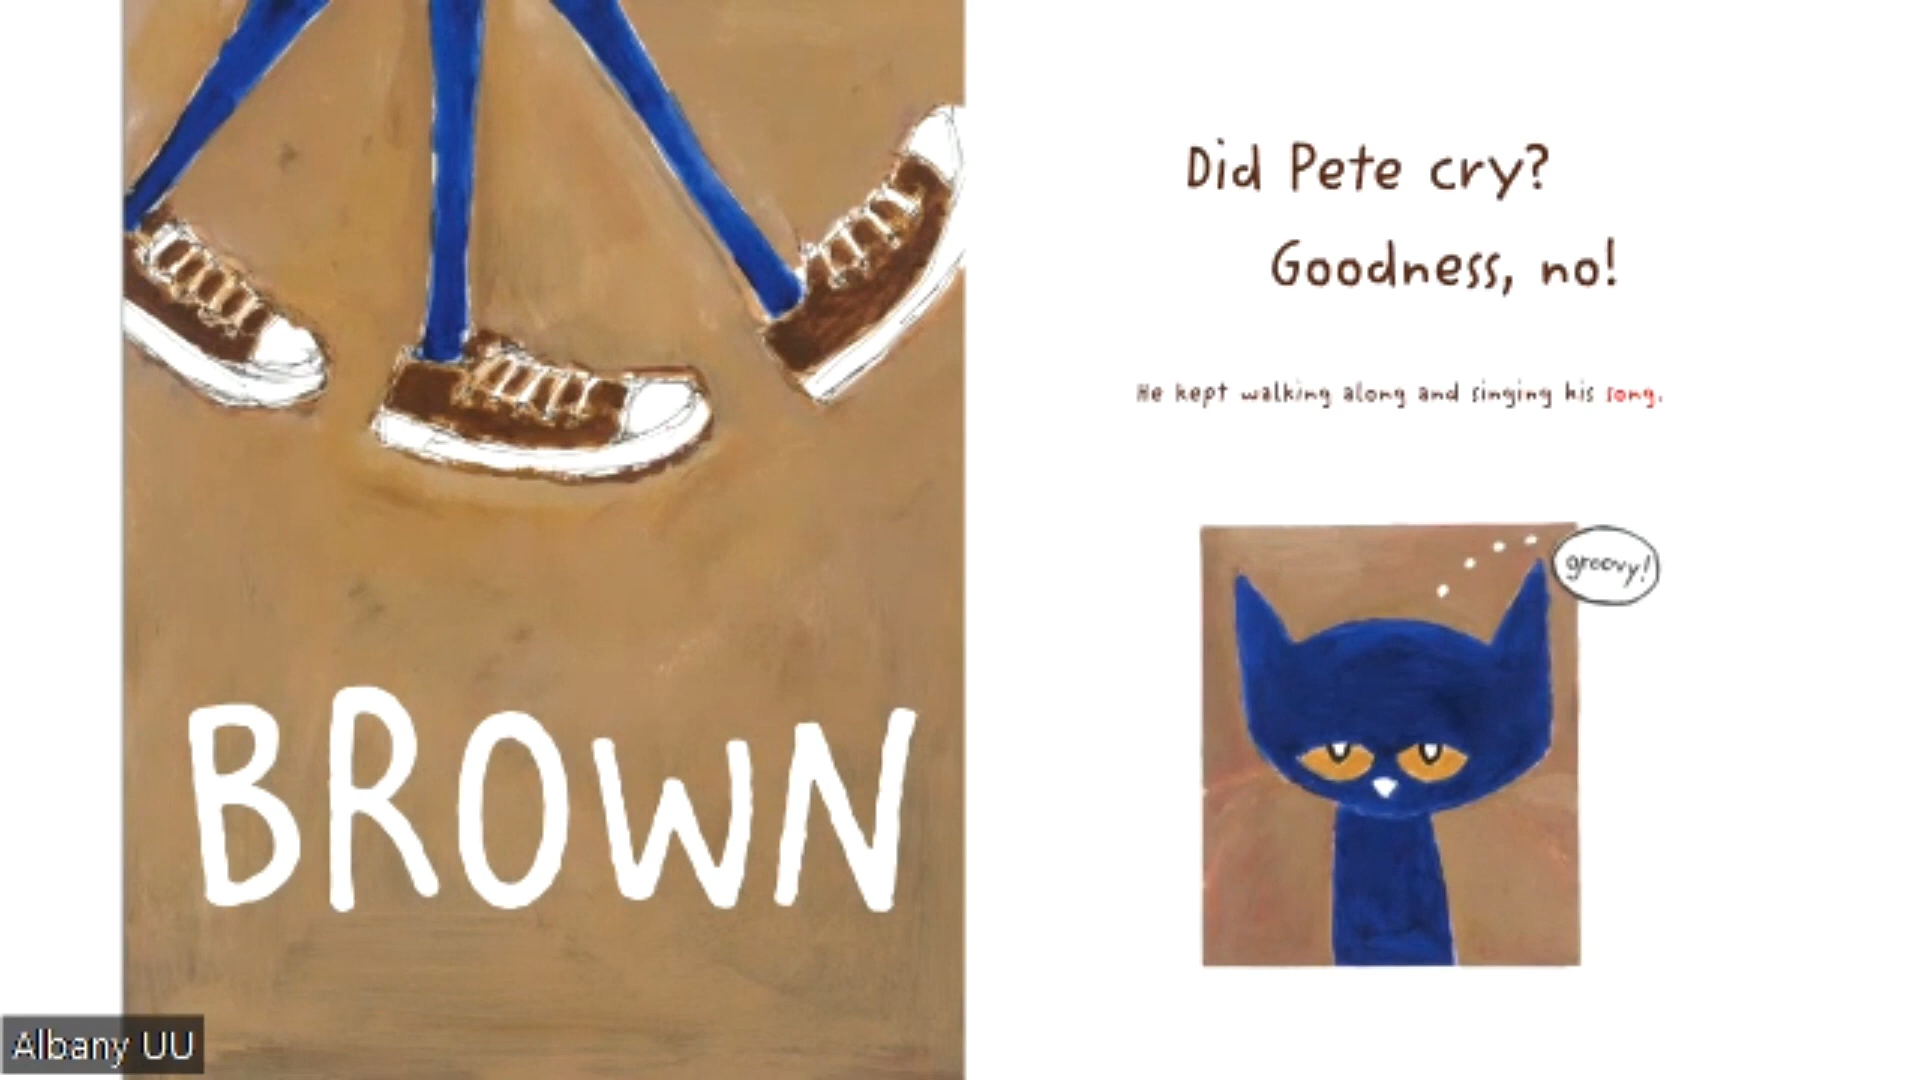 BROWN
Did Pete cry?
Goodness, no!
He kept walking along and singing his song.
groovy!
Albany UU